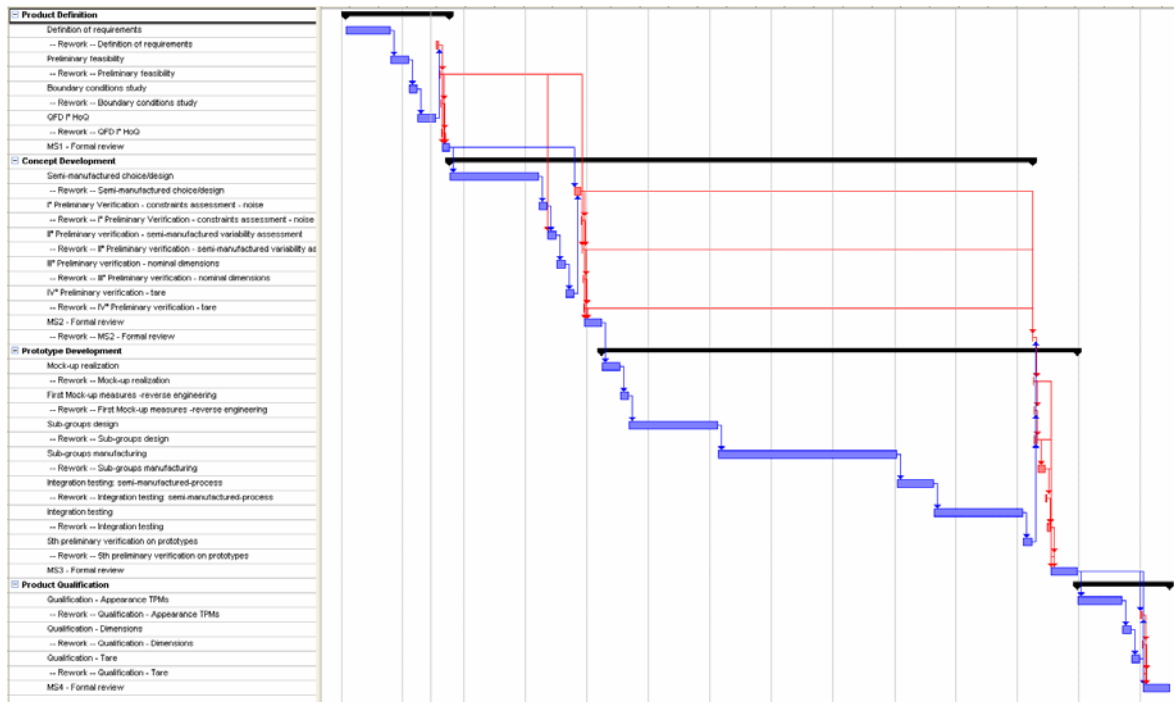 Product Definition
Definition of requirements
-- Rework -- Definition of requirements
Preliminary feasibility
-- Rework -- Preliminary feasibility
Boundary conditions study
-- Rework -- Boundary conditions study
QFD I° HoQ
-- Rework -- QFD I° HoQ
MS1 - Formal review
Concept Development
Semi-manufactured choice/design
-- Rework -- Semi-manufactured choice/design
I° Preliminary Verification - constraints assessment - noise
-- Rework -- I° Preliminary Verification - constraints assessment - noise
II° Preliminary verification - semi-manufactured variability assessment
-- Rework -- II° Preliminary verification - semi-manufactured variability as
III° Preliminary verification - nominal dimensions
-- Rework -- III° Preliminary verification - nominal dimensions
IV° Preliminary verification - tare
-- Rework -- IV° Preliminary verification - tare
MS2 - Formal review
-- Rework -- MS2 - Formal review
Prototype Development
Mock-up realization
-- Rework -- Mock-up realization
First Mock-up measures -reverse engineering
-- Rework -- First Mock-up measures -reverse engineering
Sub-groups design
-- Rework -- Sub-groups design
Sub-groups manufacturing
-- Rework -- Sub-groups manufacturing
Integration testing: semi-manufactured-process
-- Rework -- Integration testing: semi-manufactured-process
Integration testing
-- Rework -- Integration testing
5th preliminary verification on prototypes
-- Rework -- 5th preliminary verification on prototypes
MS3 - Formal review
Product Qualification
Qualification - Appearance TPMs
-- Rework -- Qualification - Appearance TPMs
Qualification - Dimensions
-- Rework -- Qualification - Dimensions
Qualification - Tare
-- Rework -- Qualification - Tare
MS4 - Formal review